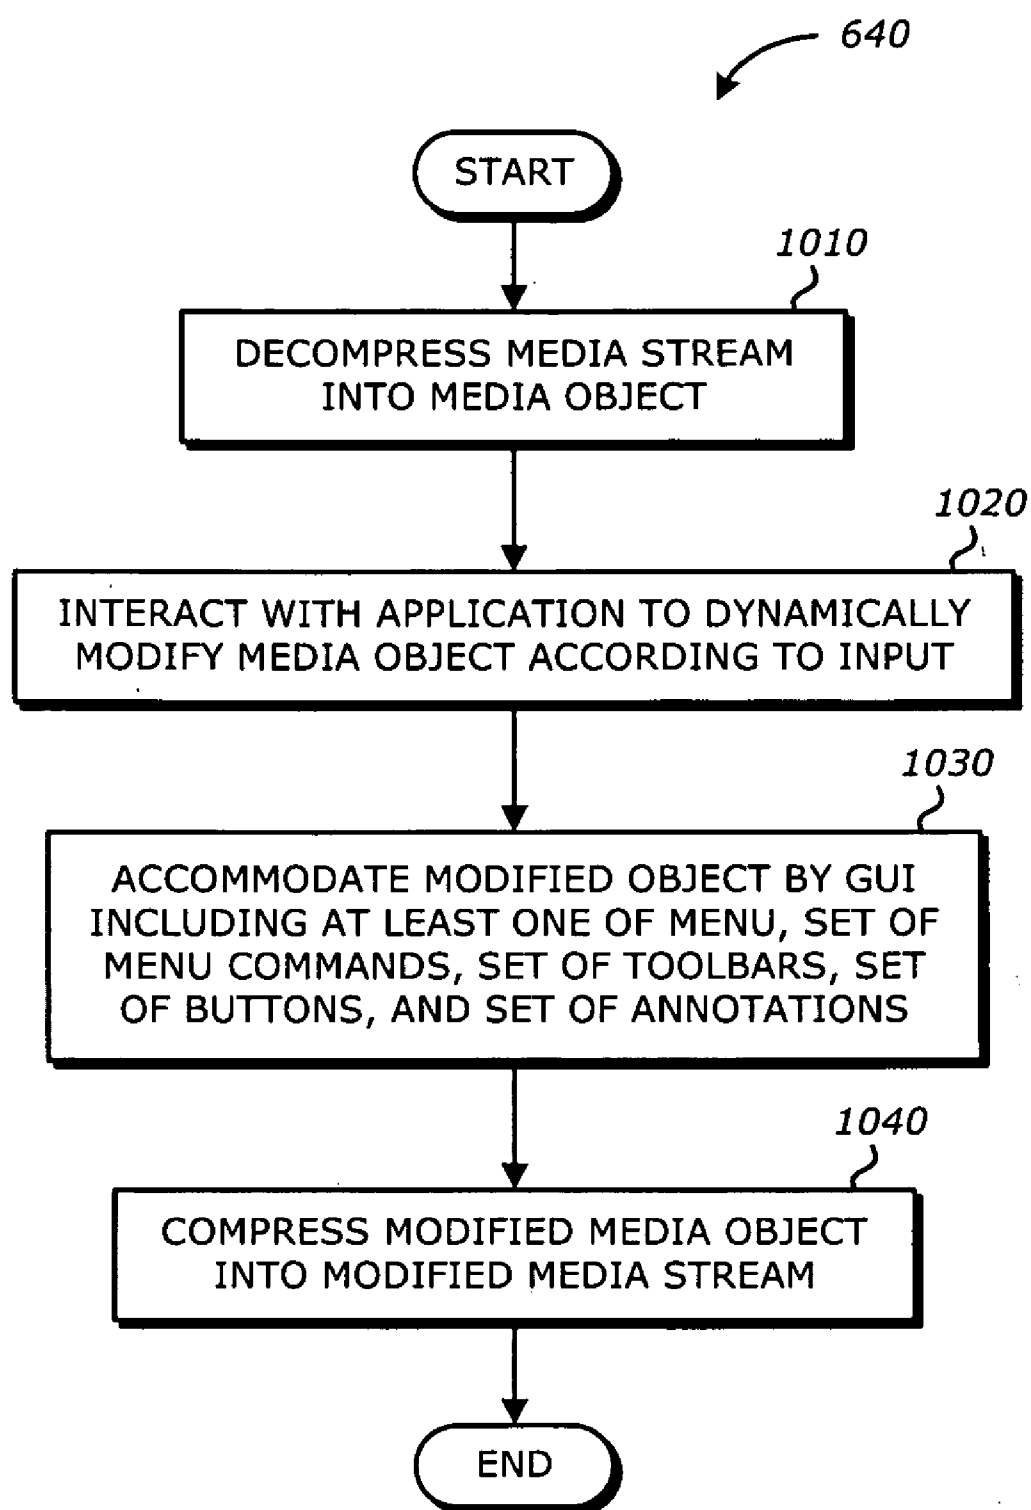 640
START
1010
DECOMPRESS MEDIA STREAM
INTO MEDIA OBJECT
1020
INTERACT WITH APPLICATION TO DYNAMICALLY
MODIFY MEDIA OBJECT ACCORDING TO INPUT
1030
ACCOMMODATE MODIFIED OBJECT BY GUI
INCLUDING AT LEAST ONE OF MENU, SET OF
MENU COMMANDS, SET OF TOOLBARS, SET
OF BUTTONS, AND SET OF ANNOTATIONS
1040
COMPRESS MODIFIED MEDIA OBJECT
INTO MODIFIED MEDIA STREAM
END